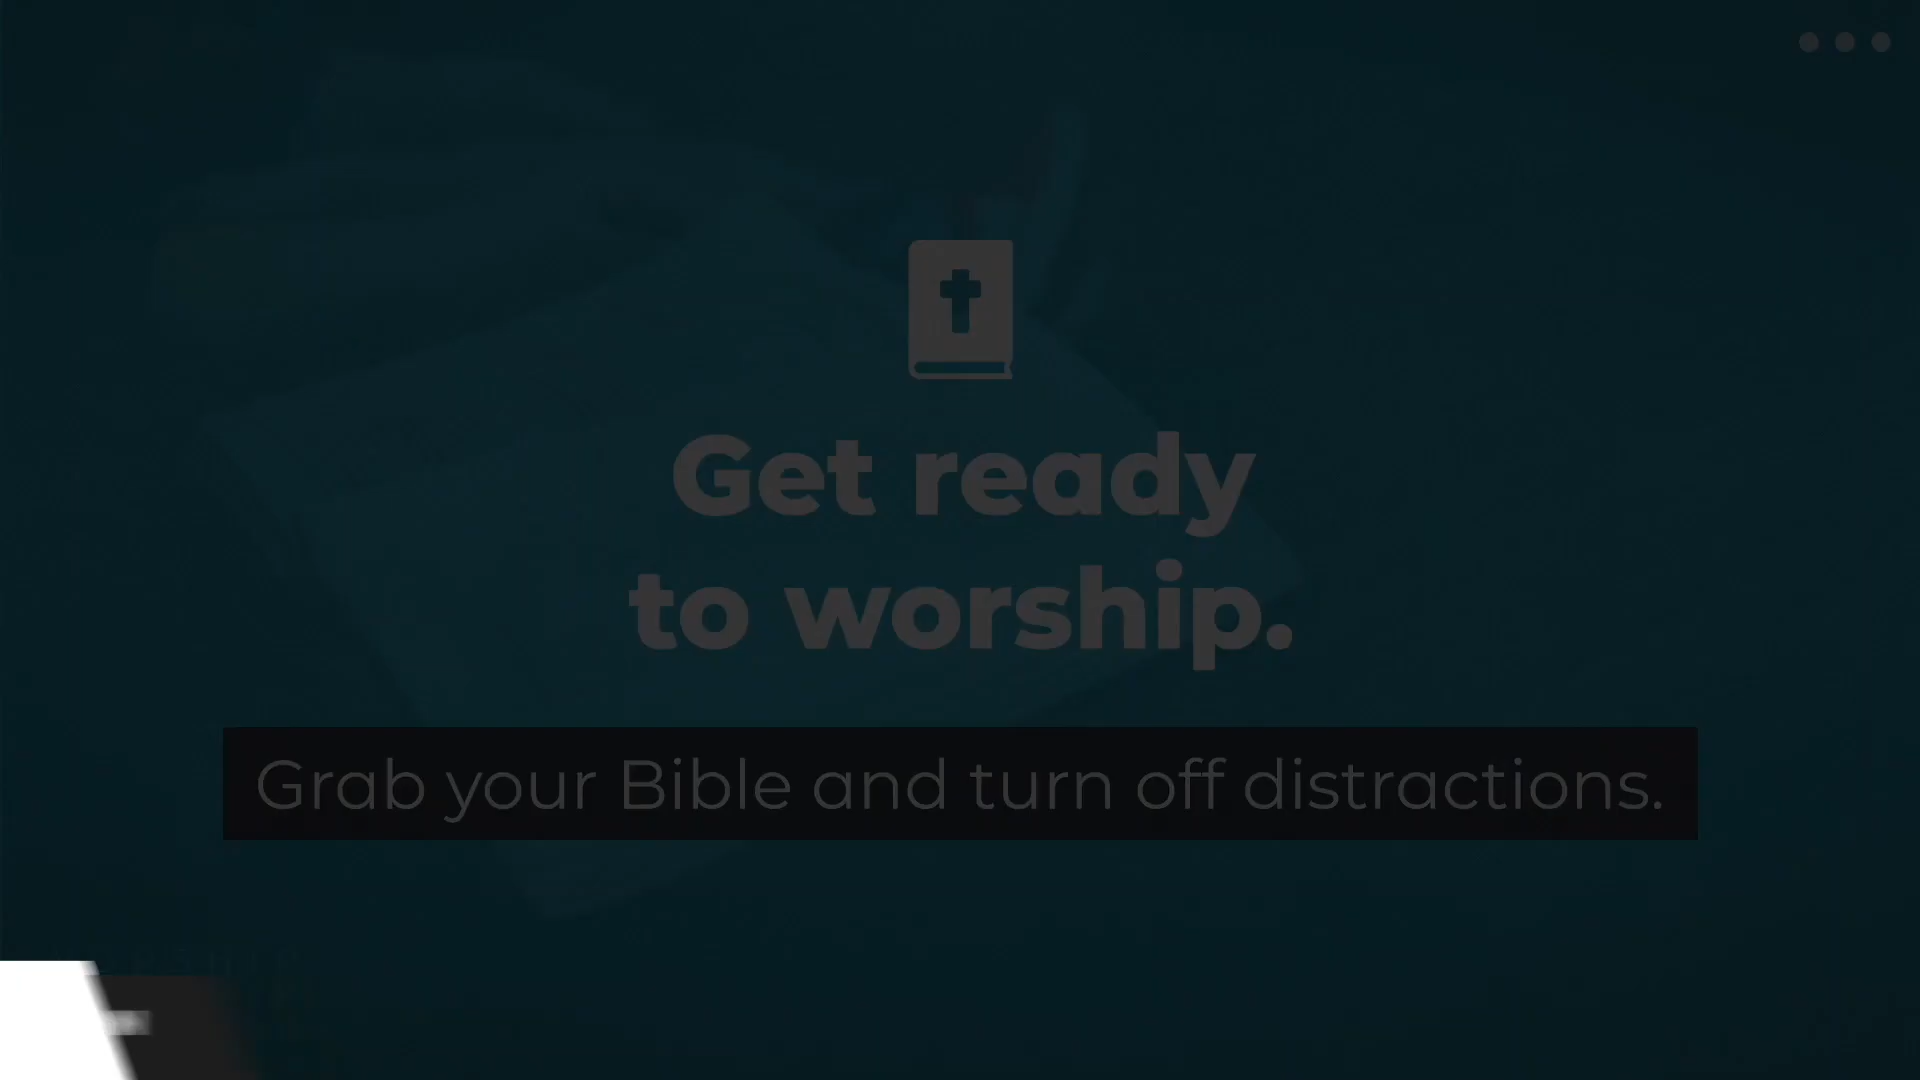 Get ready
to worship.
Grab your Bible and turn off distractions.